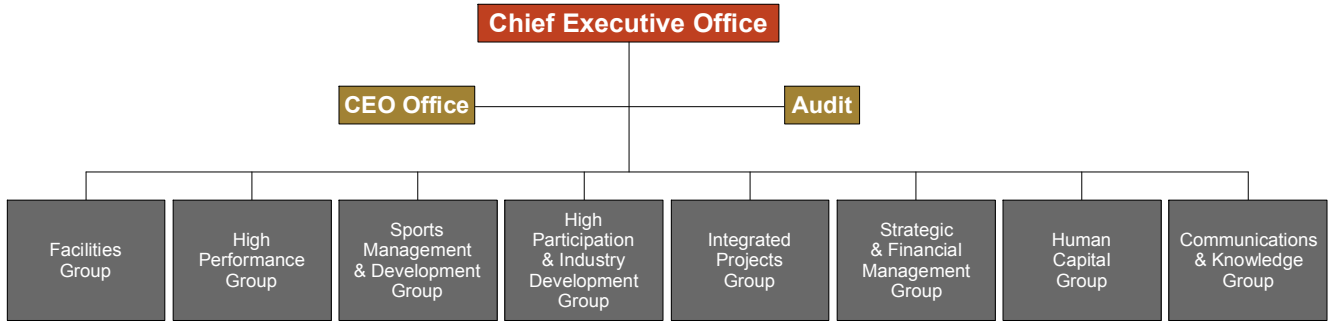 Chief Executive Office
CEO Office
Audit
Facilities
Group
High
Performance
Group
Sports
Management
& Development
Group
High
Participation
& Industry
Development
Group
Integrated
Projects
Group
Strategic
& Financial
Management
Group
Human
Capital
Group
Communications
& Knowledge
Group